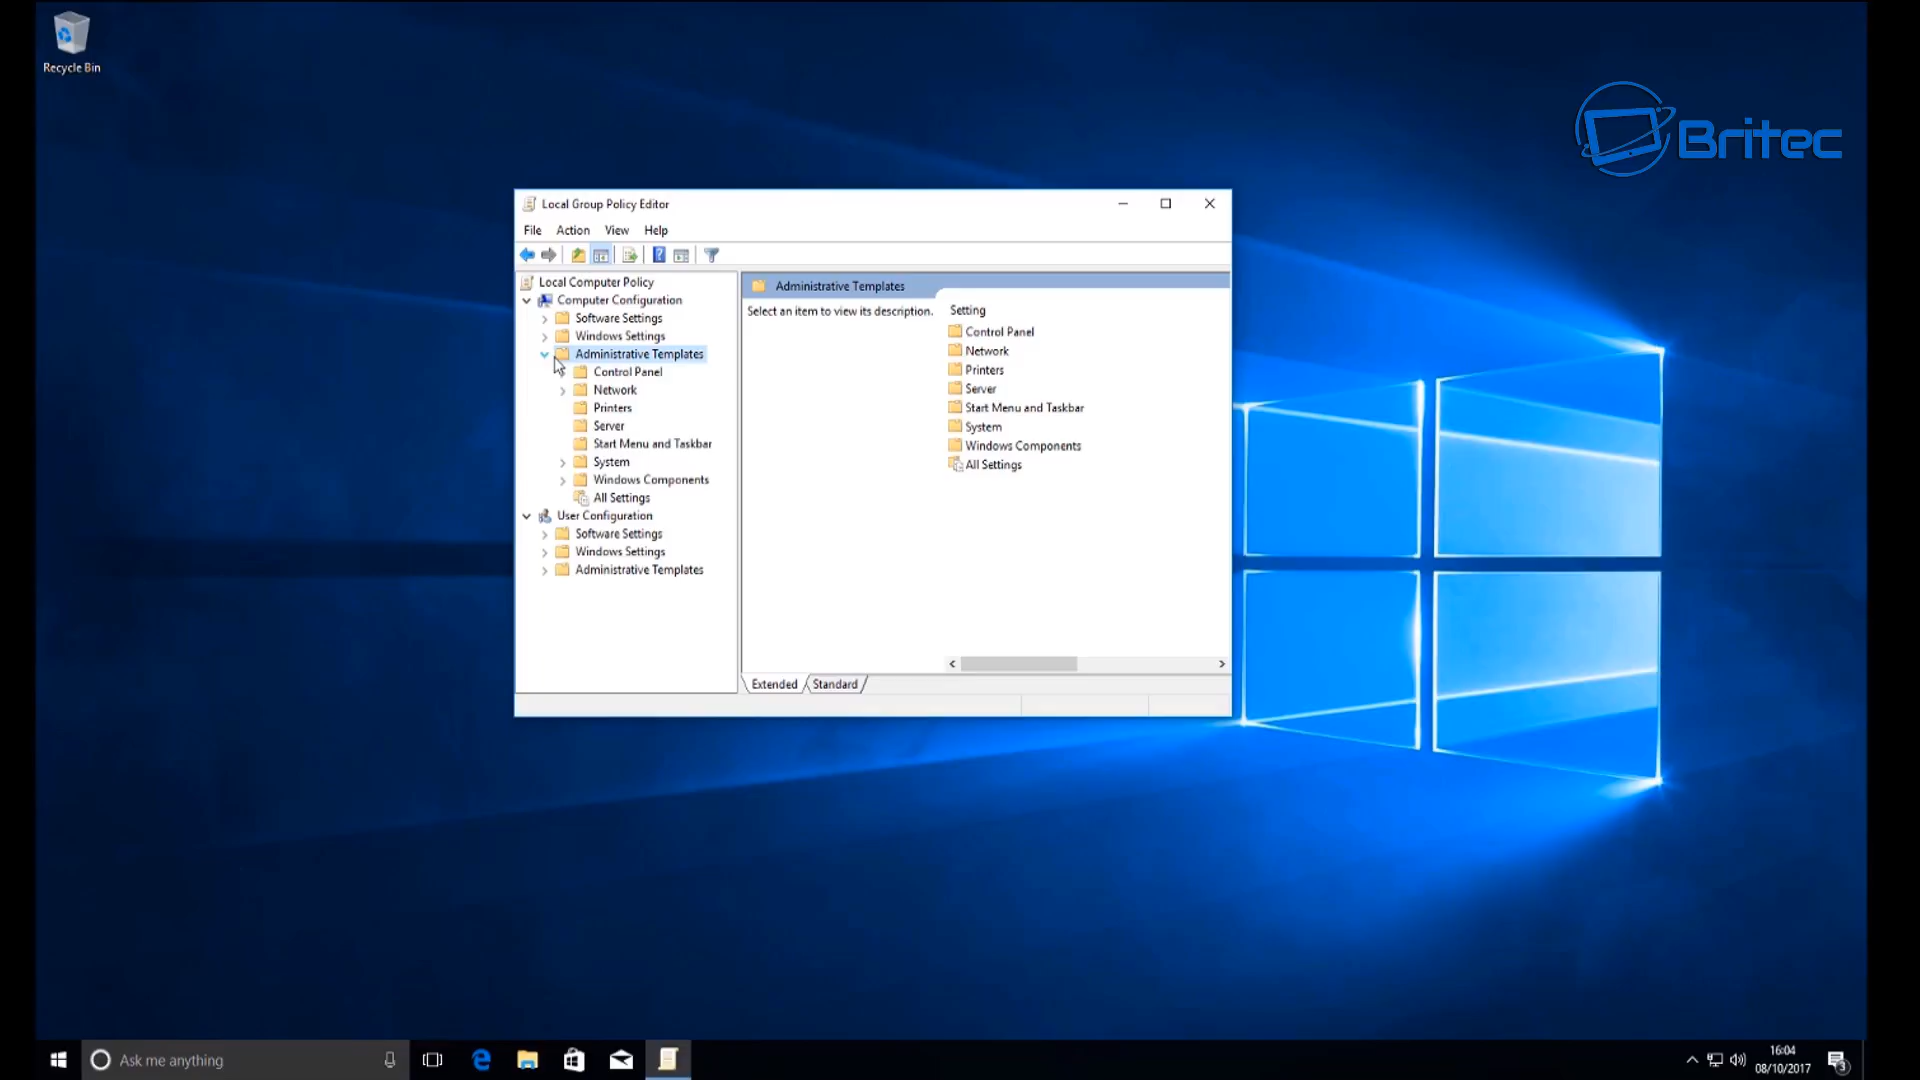 Recycle Bin
Britec
Local Group Policy Editor
File Action View Help
Local Computer Policy
Computer Configuration
Software Settings
Windows Settings
Administrative Templates
Control Panel
Network
Printers
Server
Start Menu and Taskbar
System
Windows Components
All Settings
User Configuration
Software Settings
Windows Settings
Administrative Templates
Administrative Templates
Select an item to view its description.
Setting
Control Panel
Network
Printers
Server
Start Menu and Taskbar
System
Windows Components
All Settings
Extended Standard
Ask me anything
16:04
08/10/2017
3